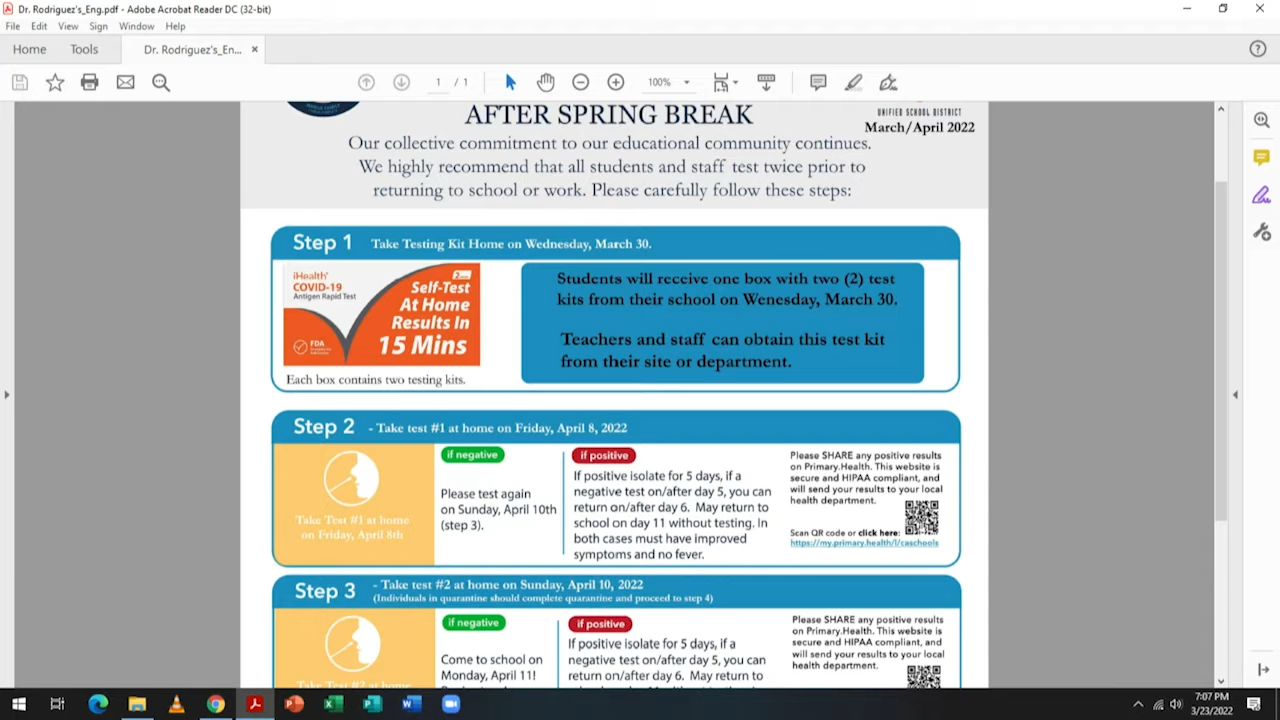 Dr. Rodriguez's_Eng.pdf - Adobe Acrobat Reader DC (32-bit)
File Edit View Sign Window Help
Home Tools Dr. Rodriguez's_En... ×
1 / 1 100%
AFTER SPRING BREAK
UNIFIED SCHOOL DISTRICT
March/April 2022
Our collective commitment to our educational community continues.
We highly recommend that all students and staff test twice prior to
returning to school or work. Please carefully follow these steps:
Step 1 Take Testing Kit Home on Wednesday, March 30.
iHealth
COVID-19
Antigen Rapid Test
Self-Test
At Home
Results In
15 Mins
FDA
Each box contains two testing kits.
Students will receive one box with two (2) test
kits from their school on Wenesday, March 30.
Teachers and staff can obtain this test kit
from their site or department.
Step 2 - Take test #1 at home on Friday, April 8, 2022
Take Test #1 at home
on Friday, April 8th
if negative
Please test again
on Sunday, April 10th
(step 3).
if positive
If positive isolate for 5 days, if a
negative test on/after day 5, you can
return on/after day 6. May return to
school on day 11 without testing. In
both cases must have improved
symptoms and no fever.
Please SHARE any positive results
on Primary.Health. This website is
secure and HIPAA compliant, and
will send your results to your local
health department.
Scan QR code or click here:
https://my.primary.health/l/caschools
Step 3 - Take test #2 at home on Sunday, April 10, 2022
(Individuals in quarantine should complete quarantine and proceed to step 4)
Take Test #2 at home
if negative
Come to school on
Monday, April 11!
if positive
If positive isolate for 5 days, if a
negative test on/after day 5, you can
return on/after day 6. May return to
Please SHARE any positive results
on Primary.Health. This website is
secure and HIPAA compliant, and
will send your results to your local
health department.
7:07 PM
3/23/2022